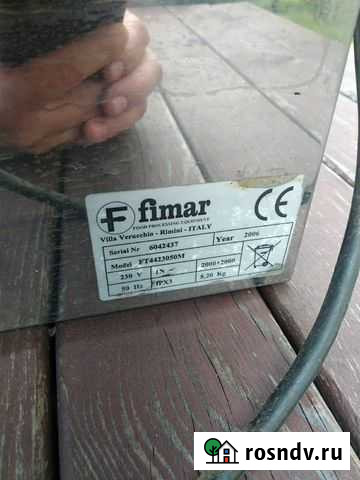 F fimar CE
FOOD PROCESSING EQUIPMENT
Villa Verucchio - Rimini - ITALY
Serial Nr 6042437 Year 2006
Model FT4423050M
230 V 1N~ 2000+2000
50 Hz IPX3 8,20 Kg
rosndv.ru